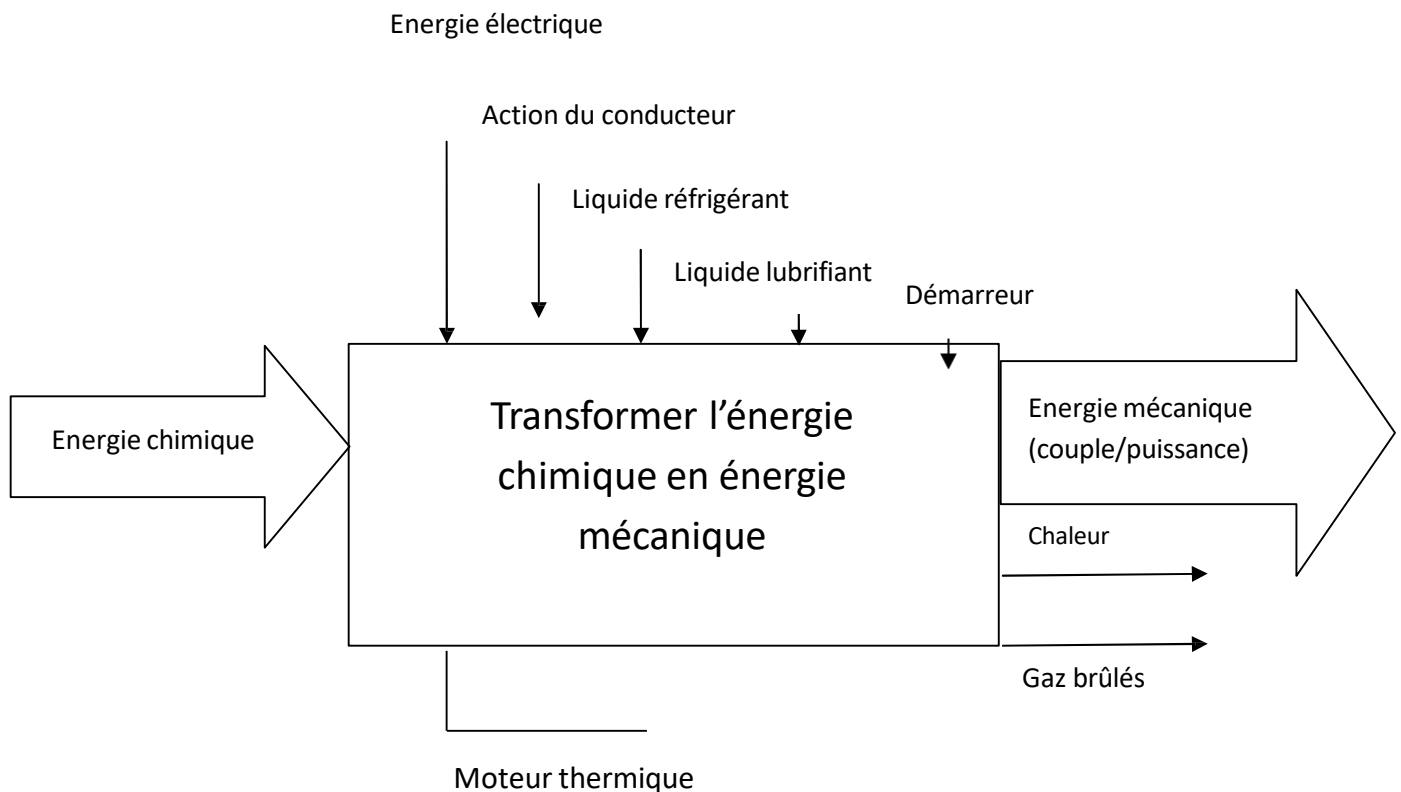 Energie électrique
Action du conducteur
Liquide réfrigérant
Liquide lubrifiant
Démarreur
Energie chimique
Transformer l’énergie
chimique en énergie
mécanique
Energie mécanique
(couple/puissance)
Chaleur
Gaz brûlés
Moteur thermique